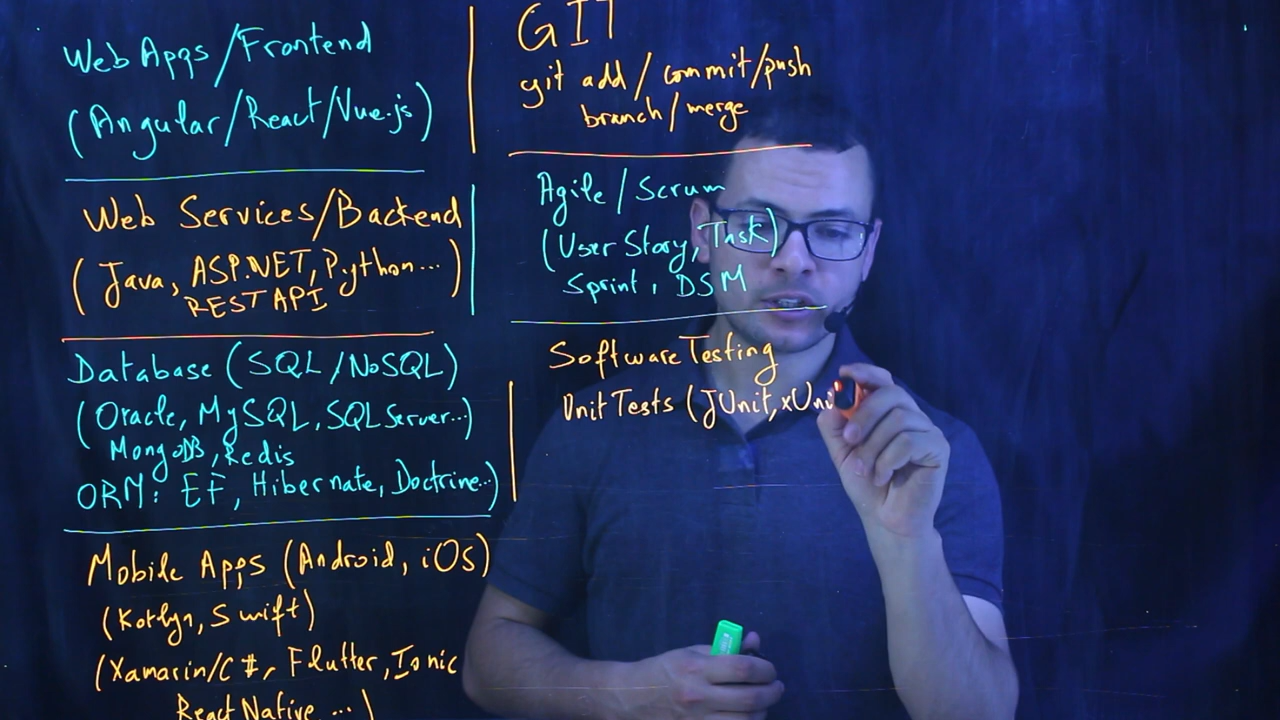 Web Apps/Frontend
(Angular/React/Vue.js)
Web Services/Backend
(Java, ASP.NET, Python...)
REST API
Database (SQL/NoSQL)
(Oracle, MySQL, SQL Server...)
MongoDB, Redis
ORM: EF, Hibernate, Doctrine..)
Mobile Apps (Android, iOS)
(Kotlyn, Swift)
(Xamarin/C#, Flutter, Ionic
React Native, ...)
GIT
git add / commit/push
branch/merge
Agile / Scrum
(User Story, Task)
Sprint, DSM
Software Testing
Unit Tests (JUnit, xUni